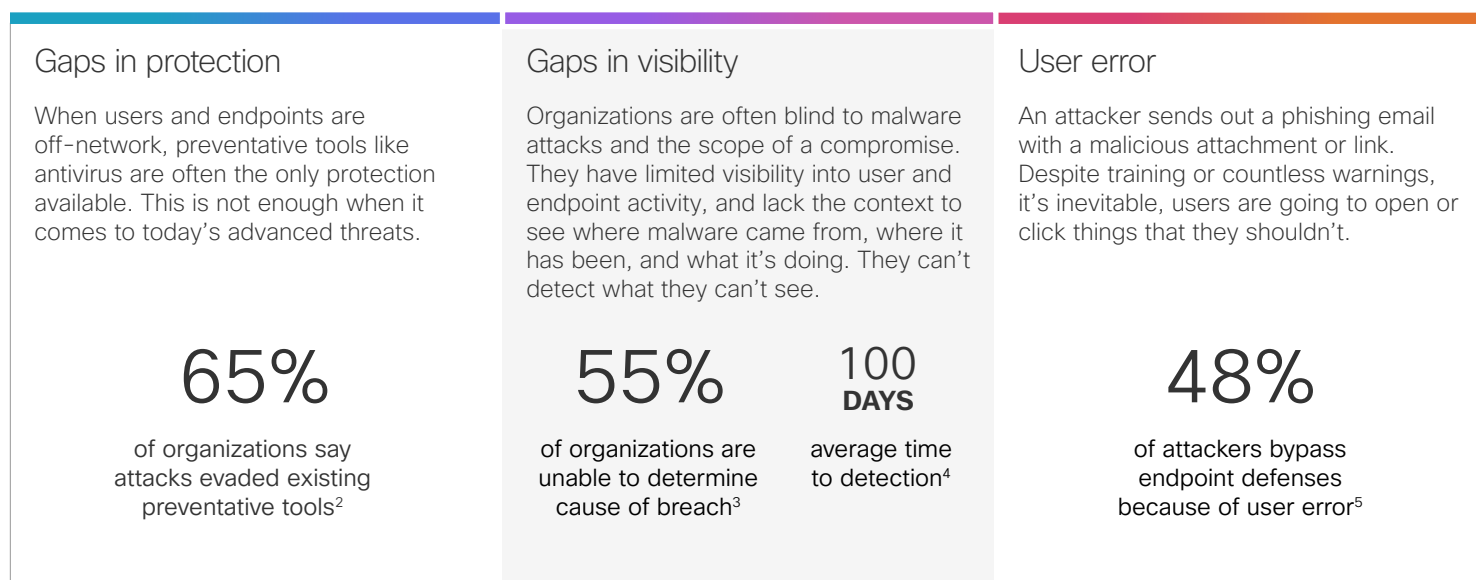 Gaps in protection
When users and endpoints are
off-network, preventative tools like
antivirus are often the only protection
available. This is not enough when it
comes to today's advanced threats.
65%
of organizations say
attacks evaded existing
preventative tools²
Gaps in visibility
Organizations are often blind to malware
attacks and the scope of a compromise.
They have limited visibility into user and
endpoint activity, and lack the context to
see where malware came from, where it
has been, and what it's doing. They can't
detect what they can't see.
55%
of organizations are
unable to determine
cause of breach³
100
DAYS
average time
to detection⁴
User error
An attacker sends out a phishing email
with a malicious attachment or link.
Despite training or countless warnings,
it's inevitable, users are going to open or
click things that they shouldn't.
48%
of attackers bypass
endpoint defenses
because of user error⁵